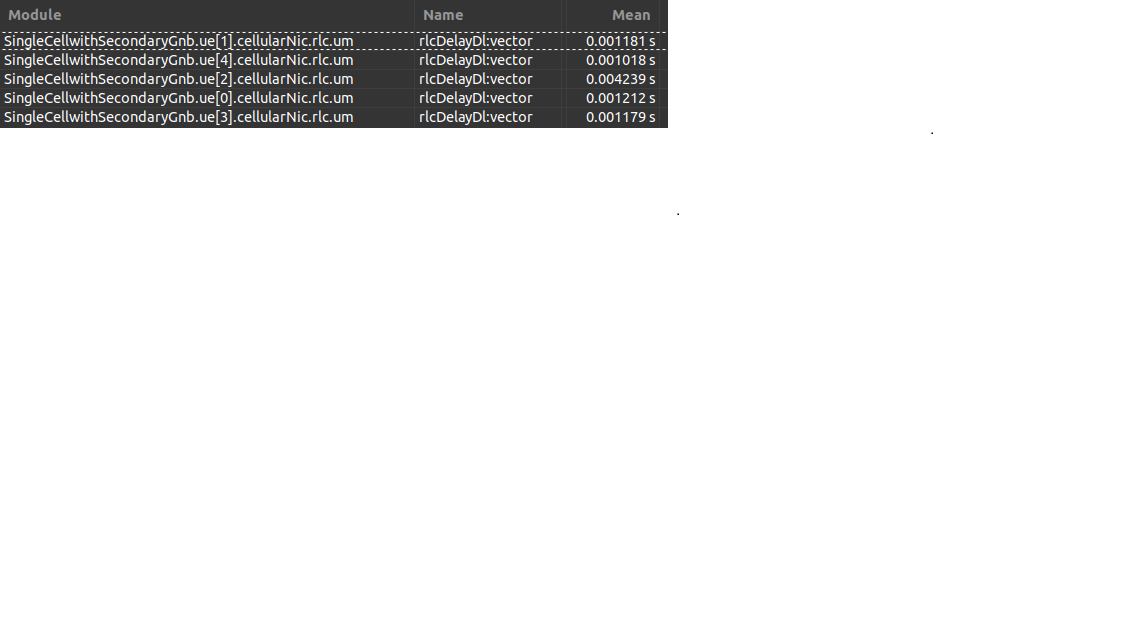 Module Name Mean
SingleCellwithSecondaryGnb.ue[1].cellularNic.rlc.um rlcDelayDl:vector 0.001181 s
SingleCellwithSecondaryGnb.ue[4].cellularNic.rlc.um rlcDelayDl:vector 0.001018 s
SingleCellwithSecondaryGnb.ue[2].cellularNic.rlc.um rlcDelayDl:vector 0.004239 s
SingleCellwithSecondaryGnb.ue[0].cellularNic.rlc.um rlcDelayDl:vector 0.001212 s
SingleCellwithSecondaryGnb.ue[3].cellularNic.rlc.um rlcDelayDl:vector 0.001179 s
.
.